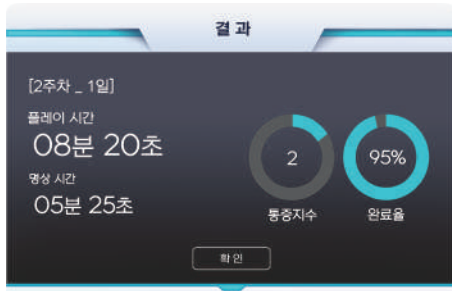 결과
[2주차 _ 1일]
플레이 시간
08분 20초
명상 시간
05분 25초
2
95%
통증지수
완료율
확인